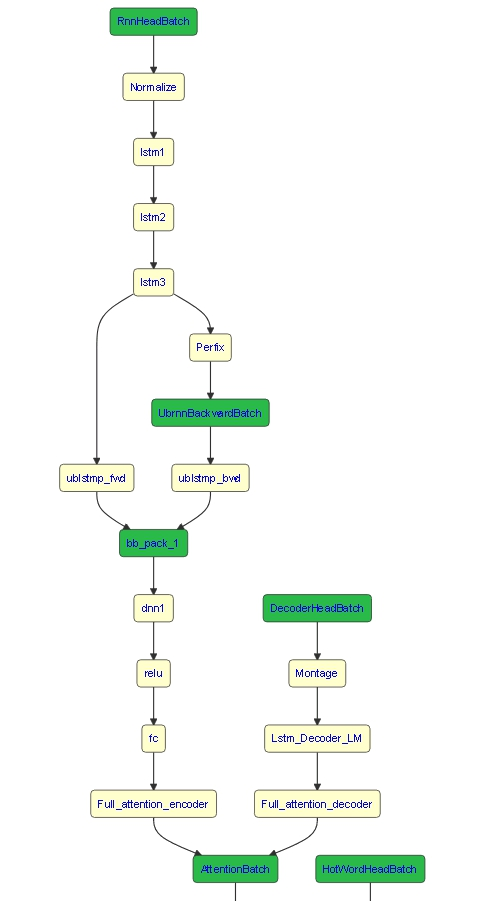 RnnHeadBatch
Normalize
lstm1
lstm2
lstm3
Perfix
UbrnnBackwardBatch
ublstmp_fwd
ublstmp_bwd
bb_pack_1
dnn1
DecoderHeadBatch
relu
Montage
fc
Lstm_Decoder_LM
Full_attention_encoder
Full_attention_decoder
AttentionBatch
HotWordHeadBatch